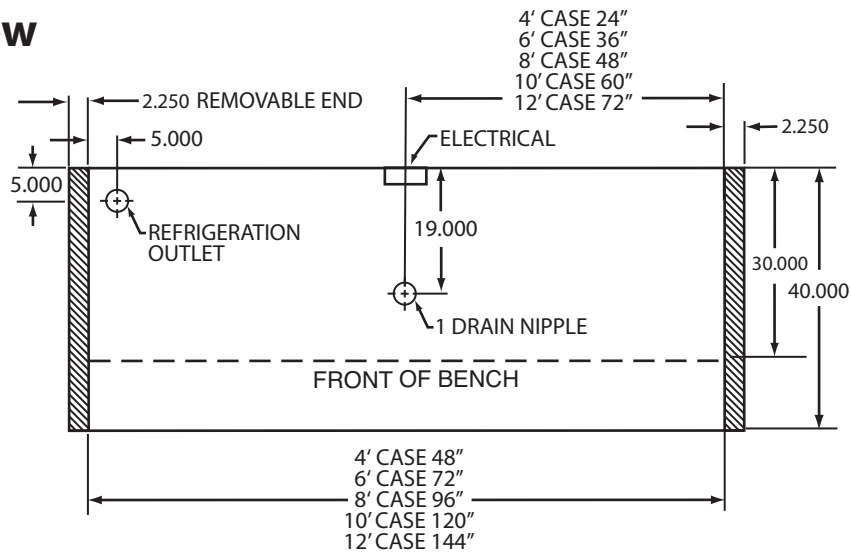 4' CASE 24"
6' CASE 36"
8' CASE 48"
10' CASE 60"
12' CASE 72"
2.250 REMOVABLE END
5.000
ELECTRICAL
2.250
5.000
REFRIGERATION
OUTLET
19.000
30.000
40.000
1 DRAIN NIPPLE
FRONT OF BENCH
4' CASE 48"
6' CASE 72"
8' CASE 96"
10' CASE 120"
12' CASE 144"